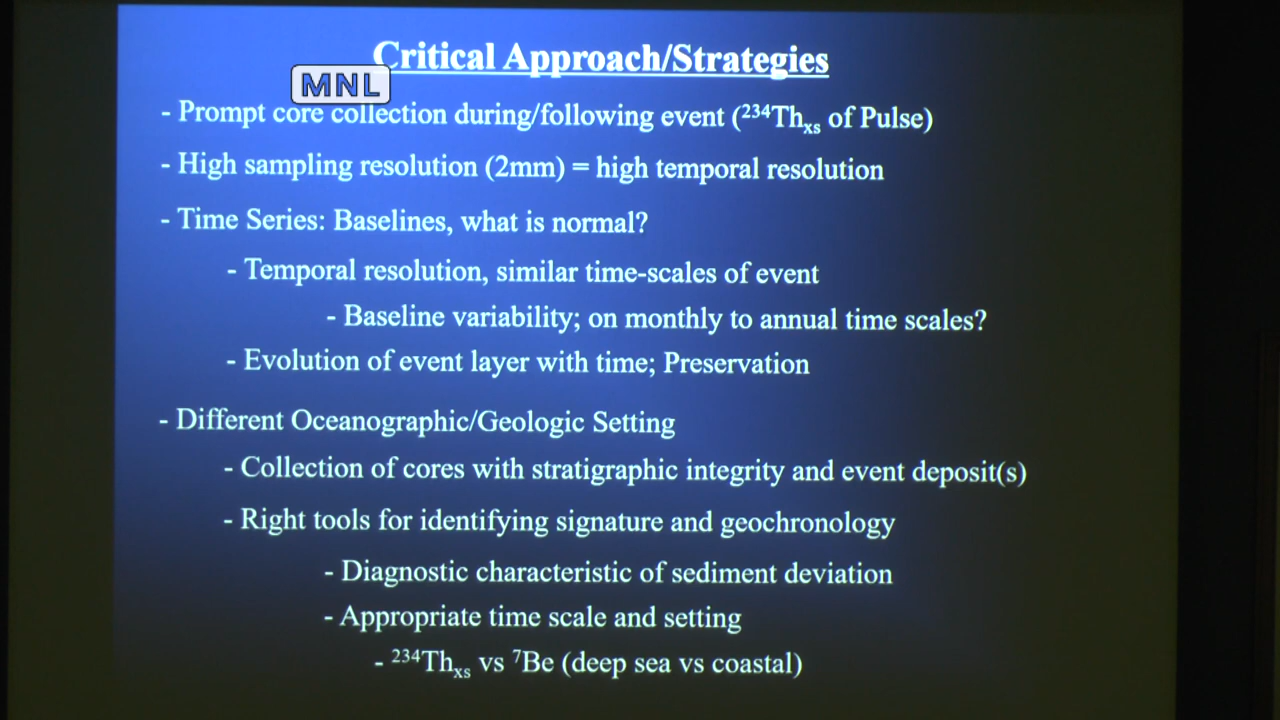 Critical Approach/Strategies
MNL
- Prompt core collection during/following event (²³⁴Thₓₛ of Pulse)
- High sampling resolution (2mm) = high temporal resolution
- Time Series: Baselines, what is normal?
- Temporal resolution, similar time-scales of event
- Baseline variability; on monthly to annual time scales?
- Evolution of event layer with time; Preservation
- Different Oceanographic/Geologic Setting
- Collection of cores with stratigraphic integrity and event deposit(s)
- Right tools for identifying signature and geochronology
- Diagnostic characteristic of sediment deviation
- Appropriate time scale and setting
- ²³⁴Thₓₛ vs ⁷Be (deep sea vs coastal)